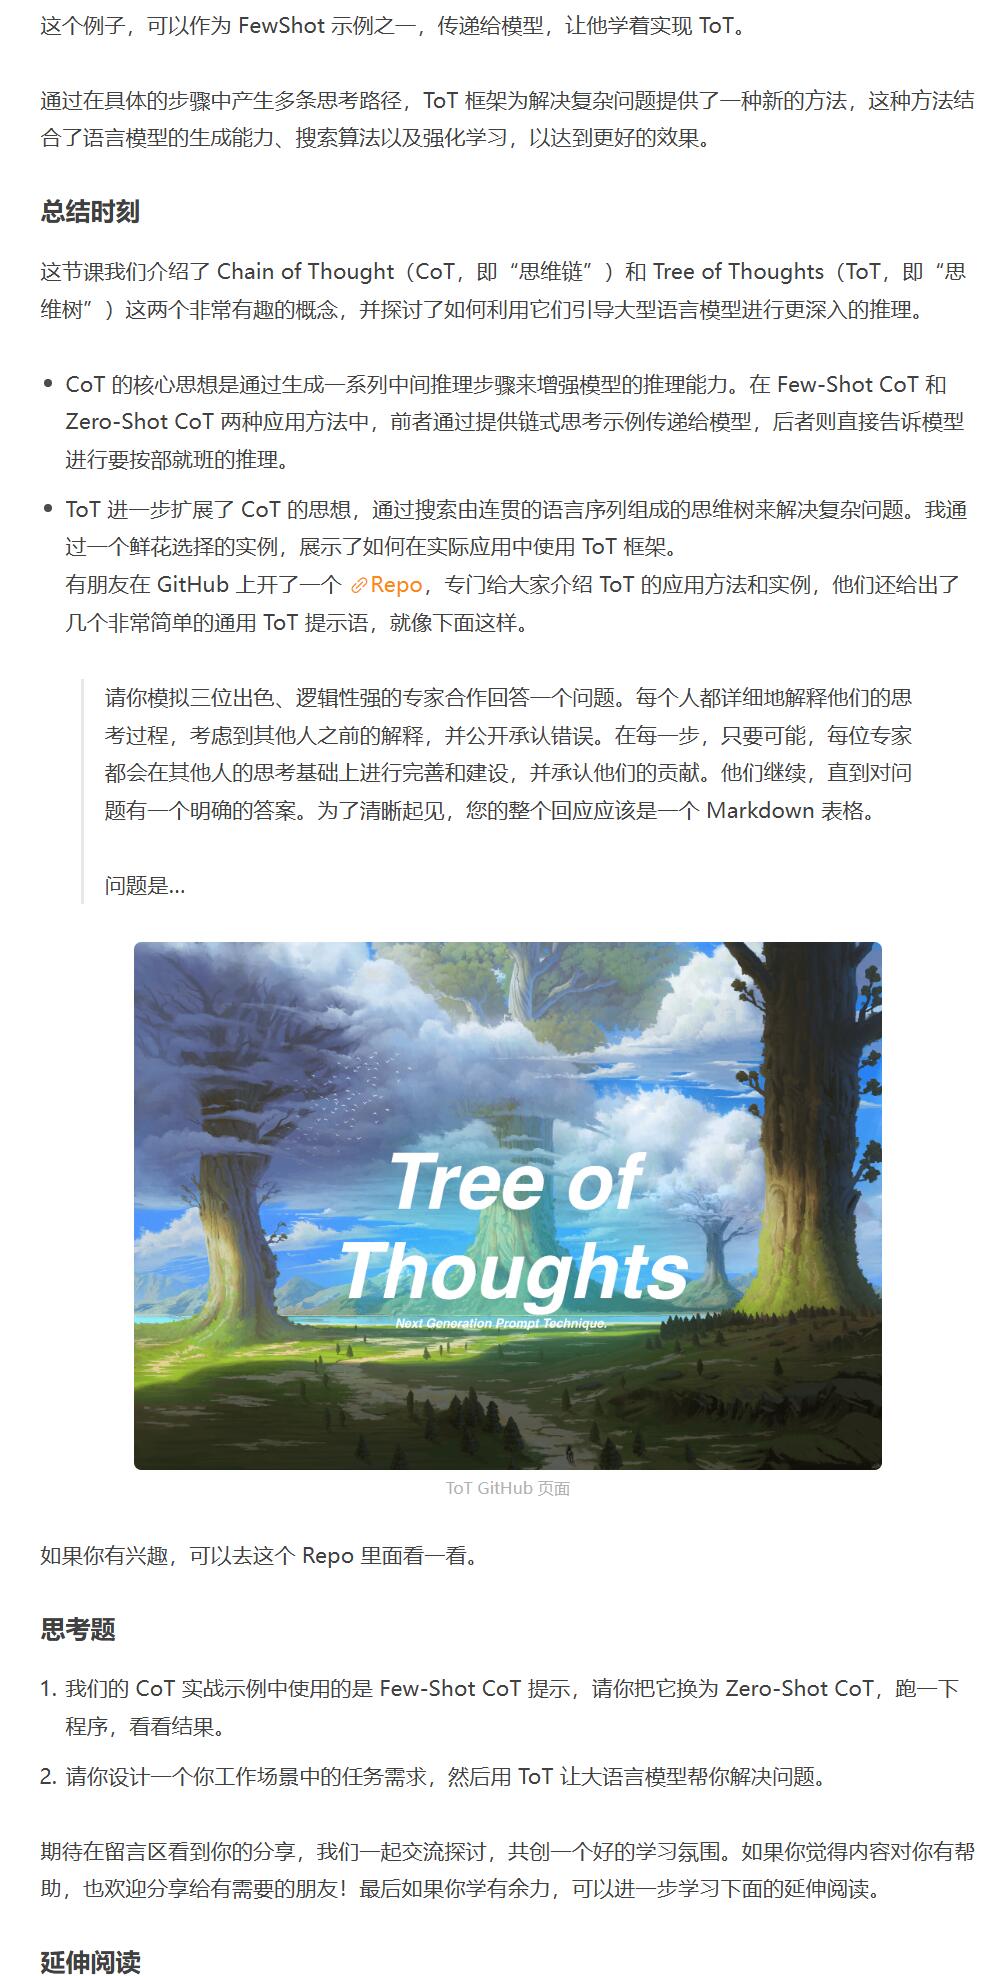 这个例子，可以作为 FewShot 示例之一，传递给模型，让他学着实现 ToT。
通过在具体的步骤中产生多条思考路径，ToT 框架为解决复杂问题提供了一种新的方法，这种方法结
合了语言模型的生成能力、搜索算法以及强化学习，以达到更好的效果。
总结时刻
这节课我们介绍了 Chain of Thought（CoT，即“思维链”）和 Tree of Thoughts（ToT，即“思
维树”）这两个非常有趣的概念，并探讨了如何利用它们引导大型语言模型进行更深入的推理。
• CoT 的核心思想是通过生成一系列中间推理步骤来增强模型的推理能力。在 Few-Shot CoT 和
Zero-Shot CoT 两种应用方法中，前者通过提供链式思考示例传递给模型，后者则直接告诉模型
进行要按部就班的推理。
• ToT 进一步扩展了 CoT 的思想，通过搜索由连贯的语言序列组成的思维树来解决复杂问题。我通
过一个鲜花选择的实例，展示了如何在实际应用中使用 ToT 框架。
有朋友在 GitHub 上开了一个 Repo，专门给大家介绍 ToT 的应用方法和实例，他们还给出了
几个非常简单的通用 ToT 提示语，就像下面这样。
请你模拟三位出色、逻辑性强的专家合作回答一个问题。每个人都详细地解释他们的思
考过程，考虑到其他人之前的解释，并公开承认错误。在每一步，只要可能，每位专家
都会在其他人的思考基础上进行完善和建设，并承认他们的贡献。他们继续，直到对问
题有一个明确的答案。为了清晰起见，您的整个回应应该是一个 Markdown 表格。
问题是...
Tree of
Thoughts
Next Generation Prompt Technique.
ToT GitHub 页面
如果你有兴趣，可以去这个 Repo 里面看一看。
思考题
1. 我们的 CoT 实战示例中使用的是 Few-Shot CoT 提示，请你把它换为 Zero-Shot CoT，跑一下
程序，看看结果。
2. 请你设计一个你工作场景中的任务需求，然后用 ToT 让大语言模型帮你解决问题。
期待在留言区看到你的分享，我们一起交流探讨，共创一个好的学习氛围。如果你觉得内容对你有帮
助，也欢迎分享给有需要的朋友！最后如果你学有余力，可以进一步学习下面的延伸阅读。
延伸阅读